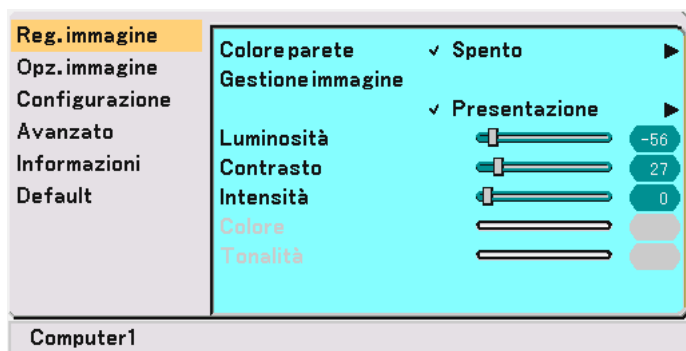 Reg.immagine
Opz.immagine
Configurazione
Avanzato
Informazioni
Default
Colore parete ✓ Spento ▶
Gestione immagine
✓ Presentazione ▶
Luminosità -56
Contrasto 27
Intensità 0
Colore
Tonalità
Computer1